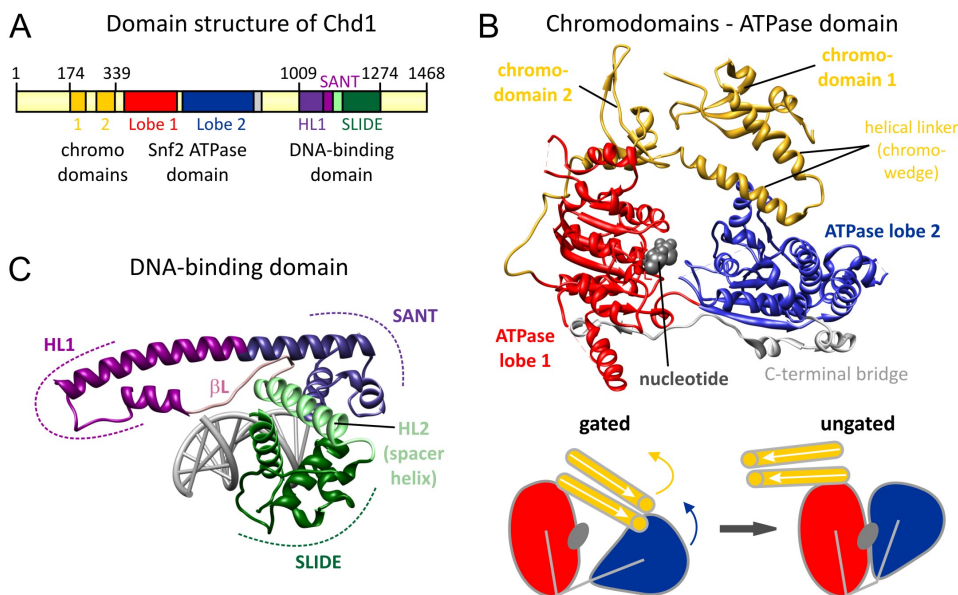 A
Domain structure of Chd1
1 174 339 1009 SANT 1274 1468
1 2 Lobe 1 Lobe 2 HL1 SLIDE
chromo Snf2 ATPase DNA-binding
domains domain domain
B
Chromodomains - ATPase domain
chromo-
domain 2
chromo-
domain 1
helical linker
(chromo-
wedge)
ATPase lobe 2
ATPase
lobe 1
nucleotide
C-terminal bridge
C
DNA-binding domain
SANT
HL1
βL
HL2
(spacer
helix)
SLIDE
gated
ungated